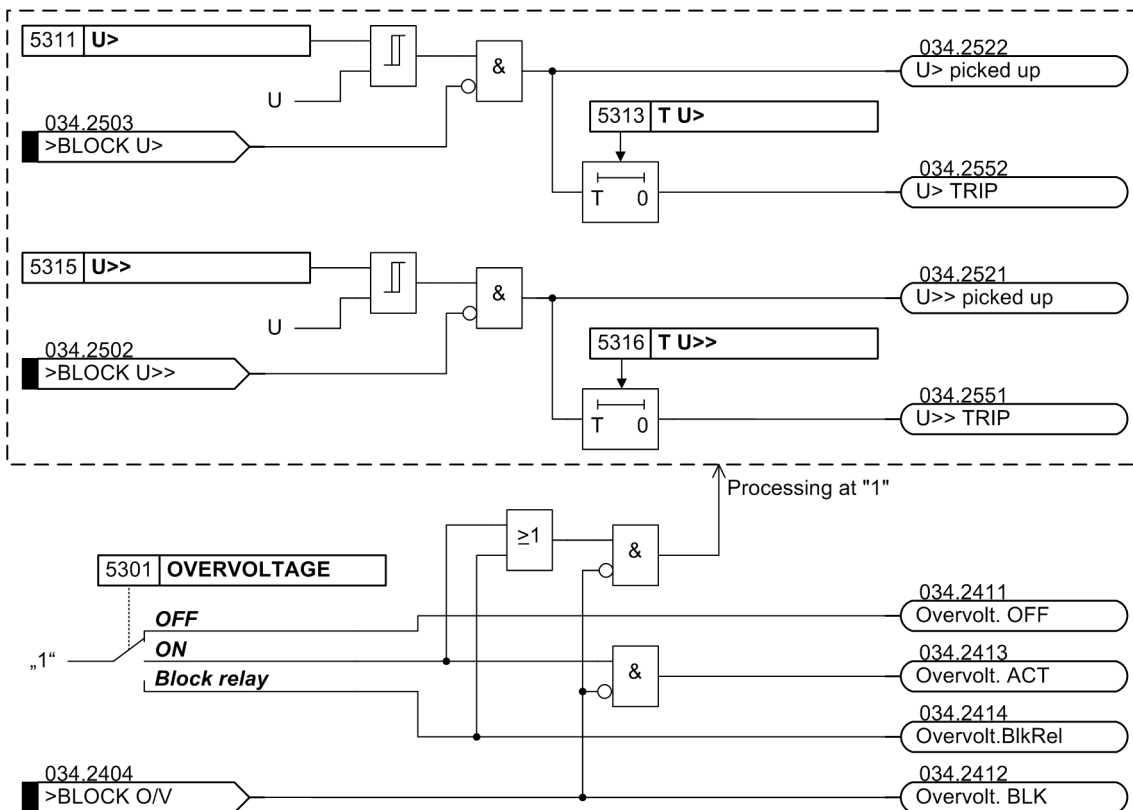 5311 U>
U
&
034.2503
>BLOCK U>
034.2522
U> picked up
5313 T U>
T 0
034.2552
U> TRIP
5315 U>>
U
&
034.2502
>BLOCK U>>
034.2521
U>> picked up
5316 T U>>
T 0
034.2551
U>> TRIP
Processing at "1"
≥1
&
5301 OVERVOLTAGE
OFF
ON
Block relay
„1“
&
034.2411
Overvolt. OFF
034.2413
Overvolt. ACT
034.2414
Overvolt.BlkRel
034.2404
>BLOCK O/V
034.2412
Overvolt. BLK